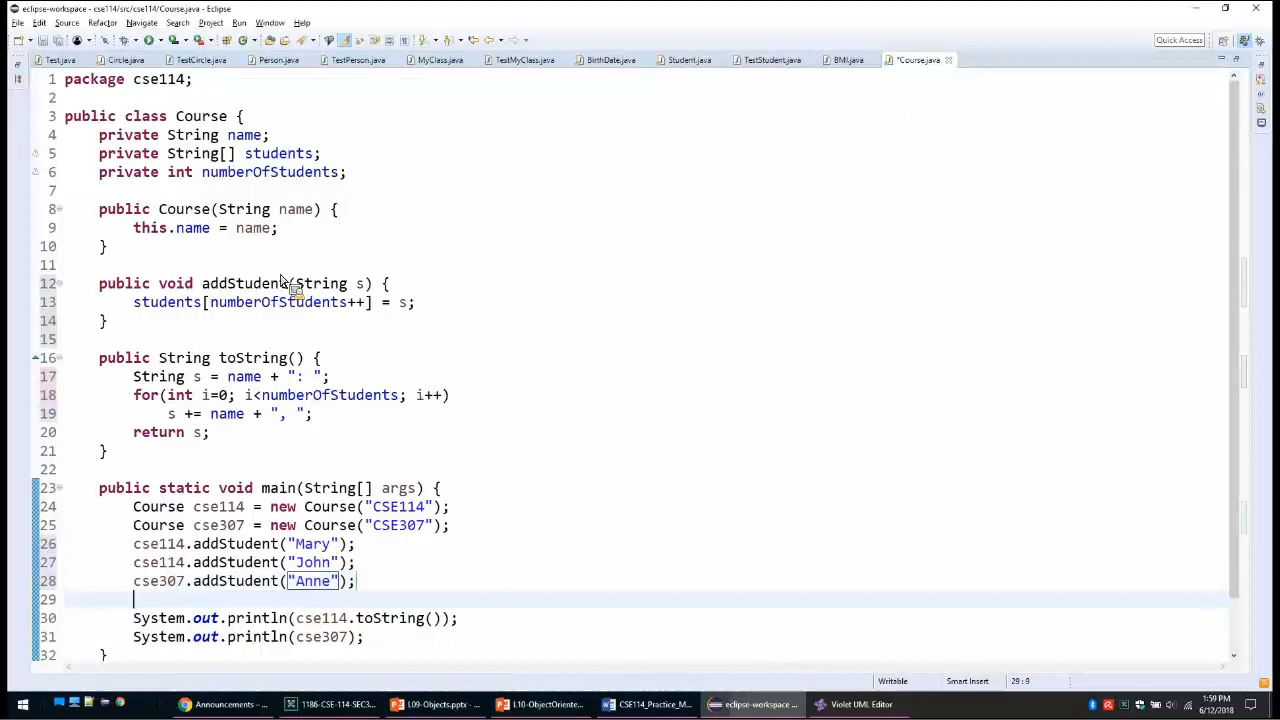 eclipse-workspace - cse114/src/cse114/Course.java - Eclipse
File Edit Source Refactor Navigate Search Project Run Window Help
Quick Access
Test.java Circle.java TestCircle.java Person.java TestPerson.java MyClass.java TestMyClass.java BirthDate.java Student.java TestStudent.java BMI.java *Course.java
1 package cse114;
2
3 public class Course {
4 private String name;
5 private String[] students;
6 private int numberOfStudents;
7
8 public Course(String name) {
9 this.name = name;
10 }
11
12 public void addStudent(String s) {
13 students[numberOfStudents++] = s;
14 }
15
16 public String toString() {
17 String s = name + ": ";
18 for(int i=0; i<numberOfStudents; i++)
19 s += name + ", ";
20 return s;
21 }
22
23 public static void main(String[] args) {
24 Course cse114 = new Course("CSE114");
25 Course cse307 = new Course("CSE307");
26 cse114.addStudent("Mary");
27 cse114.addStudent("John");
28 cse307.addStudent("Anne");
29
30 System.out.println(cse114.toString());
31 System.out.println(cse307);
32 }
Writable Smart Insert 29 : 9
Announcements – ... 1186-CSE-114-SEC3... L09-Objects.pptx - ... L10-ObjectOriente... CSE114_Practice_M... eclipse-workspace ... Violet UML Editor
1:59 PM
6/12/2018